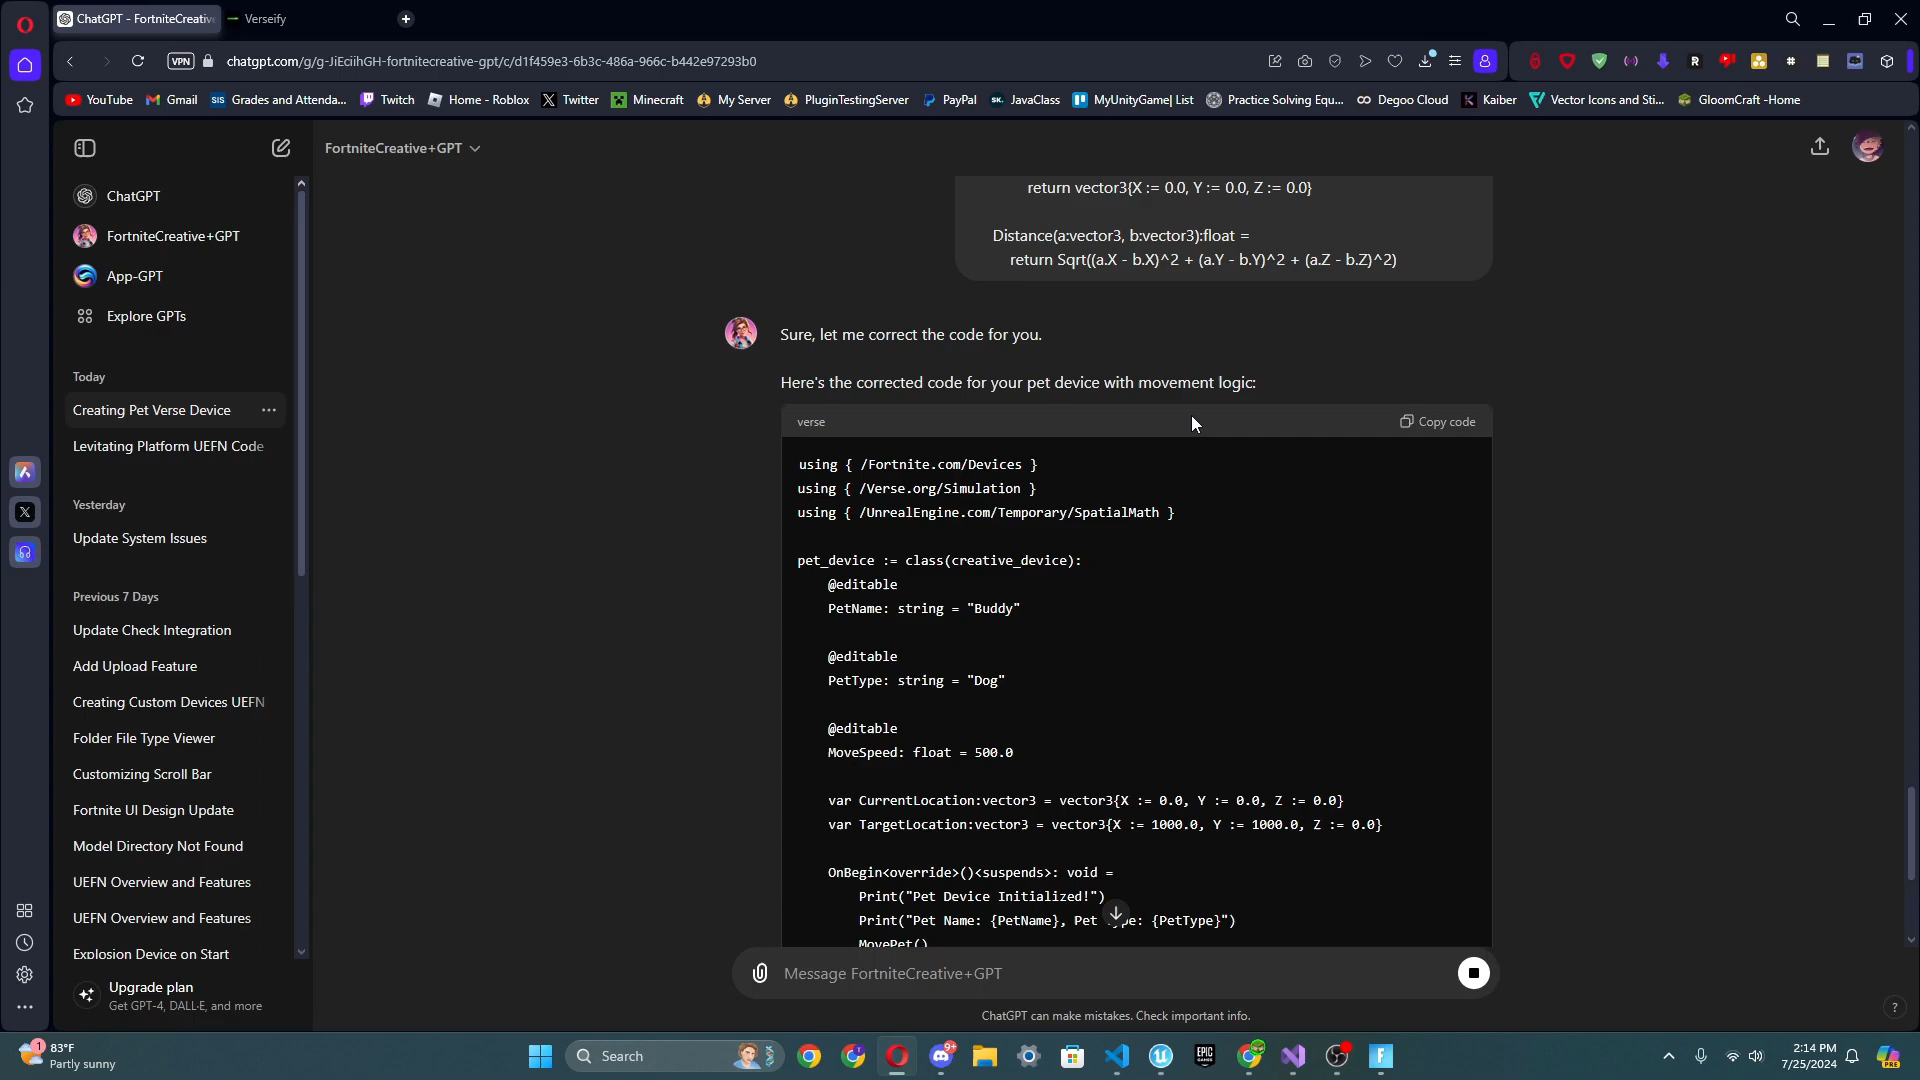 ChatGPT - FortniteCreativ
Verseify
VPN
chatgpt.com/g/g-JiEciihGH-fortnitecreative-gpt/c/d1f459e3-6b3c-486a-966c-b442e97293b0
YouTube
Gmail
SIS Grades and Attenda...
Twitch
Home - Roblox
Twitter
Minecraft
My Server
PluginTestingServer
PayPal
sk. JavaClass
MyUnityGame| List
Practice Solving Equ...
Degoo Cloud
Kaiber
Vector Icons and Sti...
GloomCraft -Home
FortniteCreative+GPT
ChatGPT
FortniteCreative+GPT
App-GPT
Explore GPTs
Today
Creating Pet Verse Device
Levitating Platform UEFN Code
Yesterday
Update System Issues
Previous 7 Days
Update Check Integration
Add Upload Feature
Creating Custom Devices UEFN
Folder File Type Viewer
Customizing Scroll Bar
Fortnite UI Design Update
Model Directory Not Found
UEFN Overview and Features
UEFN Overview and Features
Explosion Device on Start
Upgrade plan
Get GPT-4, DALL·E, and more
return vector3{X := 0.0, Y := 0.0, Z := 0.0}
Distance(a:vector3, b:vector3):float =
return Sqrt((a.X - b.X)^2 + (a.Y - b.Y)^2 + (a.Z - b.Z)^2)
Sure, let me correct the code for you.
Here's the corrected code for your pet device with movement logic:
verse
Copy code
using { /Fortnite.com/Devices }
using { /Verse.org/Simulation }
using { /UnrealEngine.com/Temporary/SpatialMath }
pet_device := class(creative_device):
@editable
PetName: string = "Buddy"
@editable
PetType: string = "Dog"
@editable
MoveSpeed: float = 500.0
var CurrentLocation:vector3 = vector3{X := 0.0, Y := 0.0, Z := 0.0}
var TargetLocation:vector3 = vector3{X := 1000.0, Y := 1000.0, Z := 0.0}
OnBegin<override>()<suspends>: void =
Print("Pet Device Initialized!")
Print("Pet Name: {PetName}, Pet Type: {PetType}")
MovePet()
Message FortniteCreative+GPT
ChatGPT can make mistakes. Check important info.
?
1
83°F
Partly sunny
Search
9+
EPIC GAMES
2:14 PM
7/25/2024
PRE